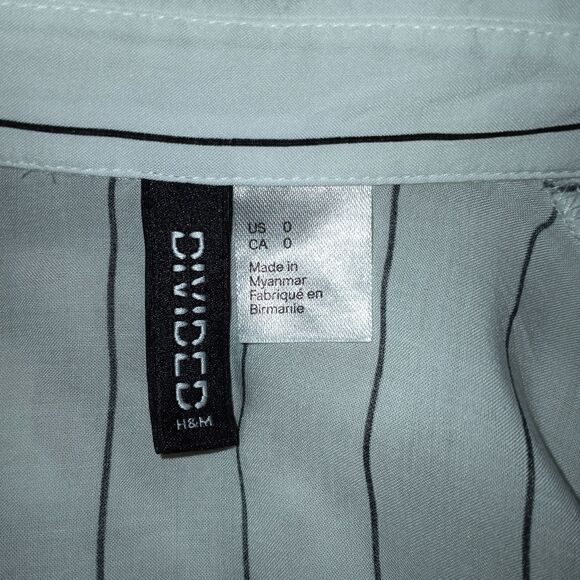 DIVIDED
H&M
US 0
CA 0
Made in
Myanmar
Fabriqué en
Birmanie